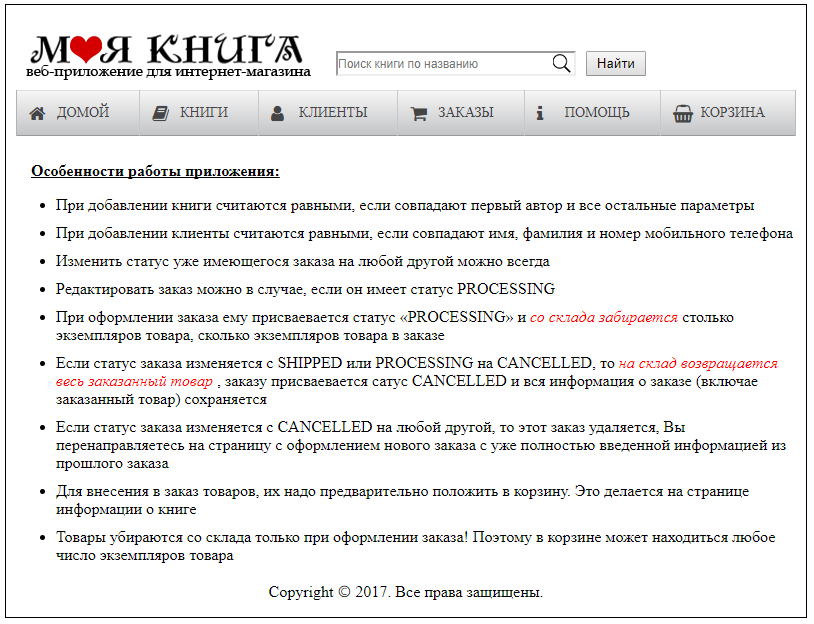 М❤Я КНИГА
веб-приложение для интернет-магазина
Поиск книги по названию
Найти
ДОМОЙ КНИГИ КЛИЕНТЫ ЗАКАЗЫ ПОМОЩЬ КОРЗИНА
Особенности работы приложения:
• При добавлении книги считаются равными, если совпадают первый автор и все остальные параметры
• При добавлении клиенты считаются равными, если совпадают имя, фамилия и номер мобильного телефона
• Изменить статус уже имеющегося заказа на любой другой можно всегда
• Редактировать заказ можно в случае, если он имеет статус PROCESSING
• При оформлении заказа ему присваевается статус «PROCESSING» и со склада забирается столько
экземпляров товара, сколько экземпляров товара в заказе
• Если статус заказа изменяется с SHIPPED или PROCESSING на CANCELLED, то на склад возвращается
весь заказанный товар , заказу присваевается сатус CANCELLED и вся информация о заказе (включае
заказанный товар) сохраняется
• Если статус заказа изменяется с CANCELLED на любой другой, то этот заказ удаляется, Вы
перенаправляетесь на страницу с оформлением нового заказа с уже полностью введенной информацией из
прошлого заказа
• Для внесения в заказ товаров, их надо предварительно положить в корзину. Это делается на странице
информации о книге
• Товары убираются со склада только при оформлении заказа! Поэтому в корзине может находиться любое
число экземпляров товара
Copyright © 2017. Все права защищены.